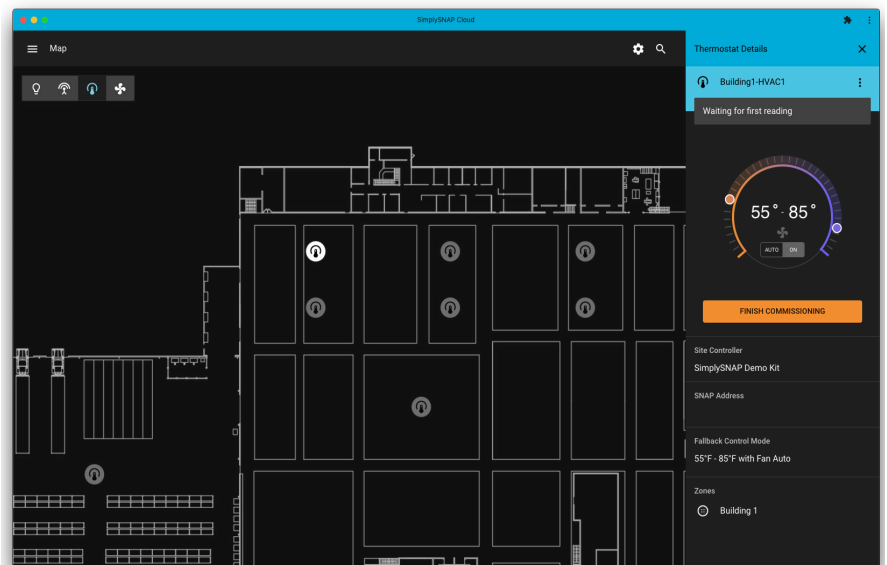 SimplySNAP Cloud
Map
Thermostat Details
Building1-HVAC1
Waiting for first reading
55° - 85°
AUTO ON
FINISH COMMISSIONING
Site Controller
SimplySNAP Demo Kit
SNAP Address
Fallback Control Mode
55°F - 85°F with Fan Auto
Zones
Building 1